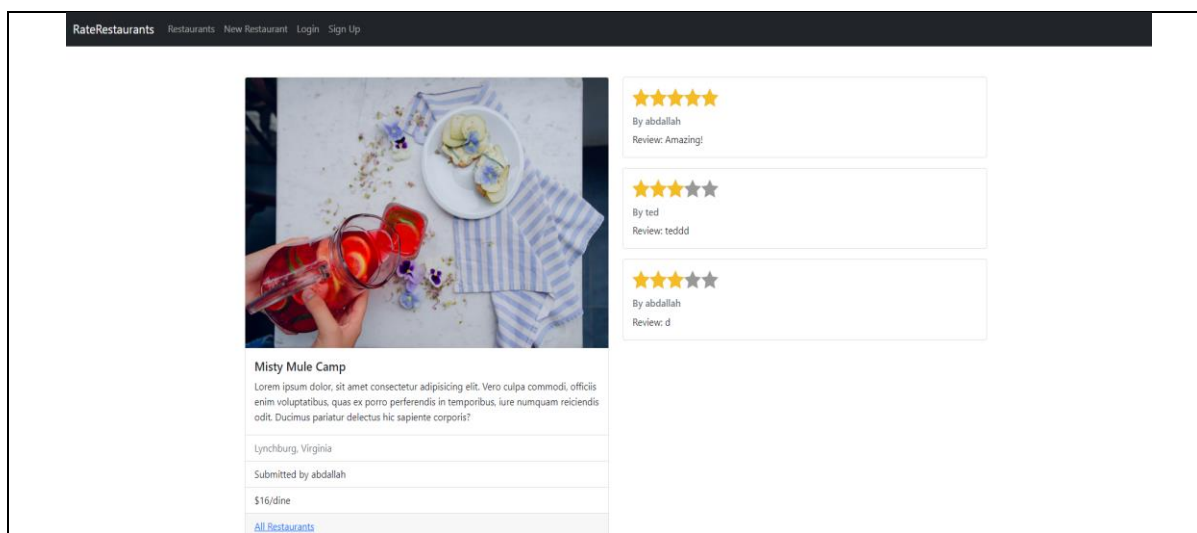 RateRestaurants Restaurants New Restaurant Login Sign Up
Misty Mule Camp
Lorem ipsum dolor, sit amet consectetur adipisicing elit. Vero culpa commodi, officiis
enim voluptatibus, quas ex porro perferendis in temporibus, iure numquam reiciendis
odit. Ducimus pariatur delectus hic sapiente corporis?
Lynchburg, Virginia
Submitted by abdallah
$16/dine
All Restaurants
By abdallah
Review: Amazing!
By ted
Review: teddd
By abdallah
Review: d